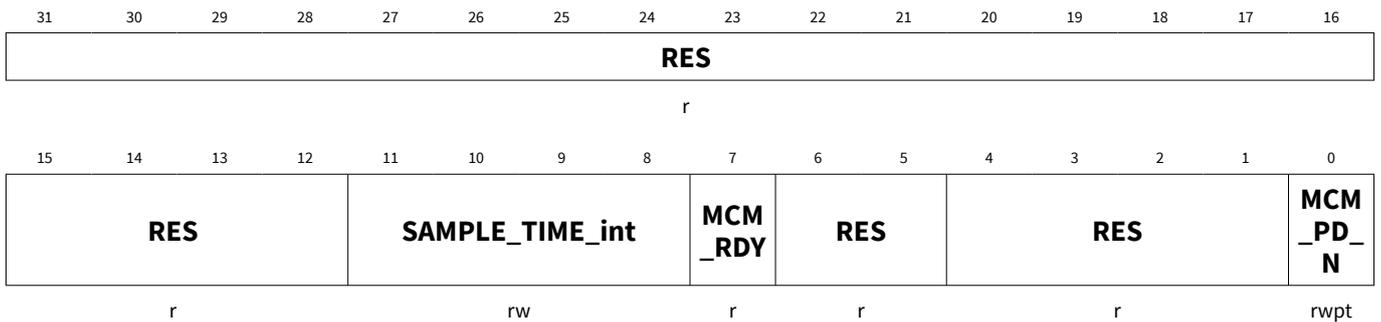 31 30 29 28 27 26 25 24 23 22 21 20 19 18 17 16
RES
r
15 14 13 12 11 10 9 8 7 6 5 4 3 2 1 0
RES SAMPLE_TIME_int MCM _RDY RES RES MCM _PD_ N
r rw r r r rwpt